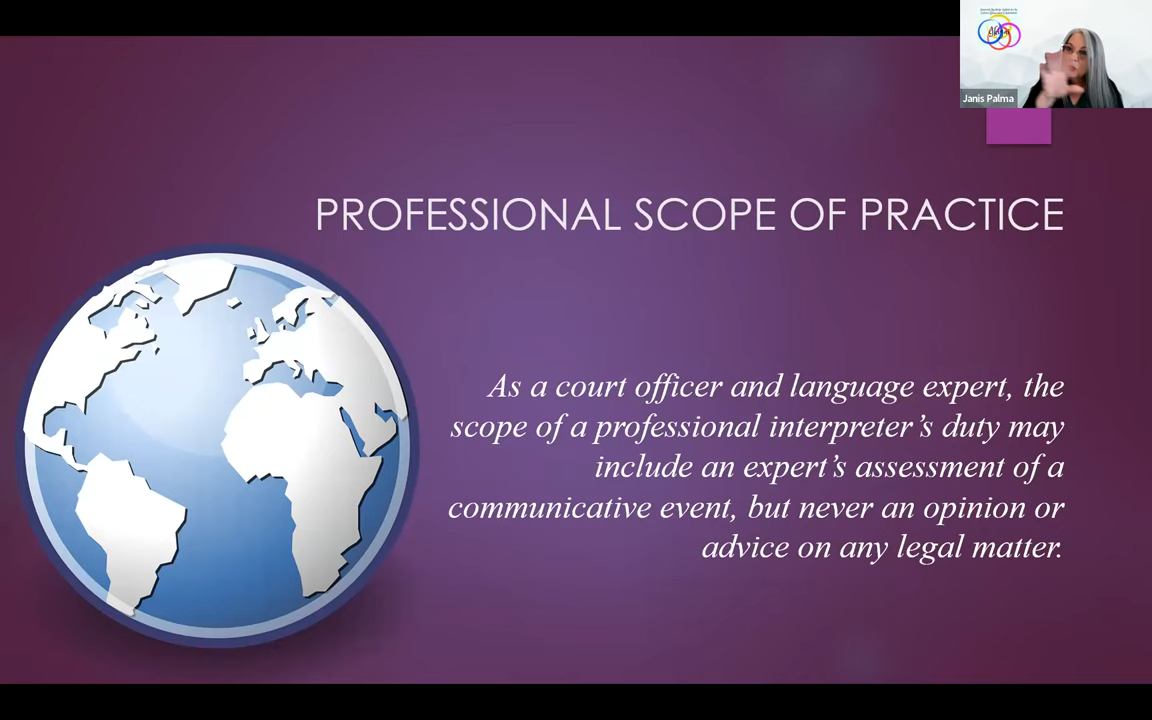 Janis Palma
PROFESSIONAL SCOPE OF PRACTICE
As a court officer and language expert, the
scope of a professional interpreter’s duty may
include an expert’s assessment of a
communicative event, but never an opinion or
advice on any legal matter.